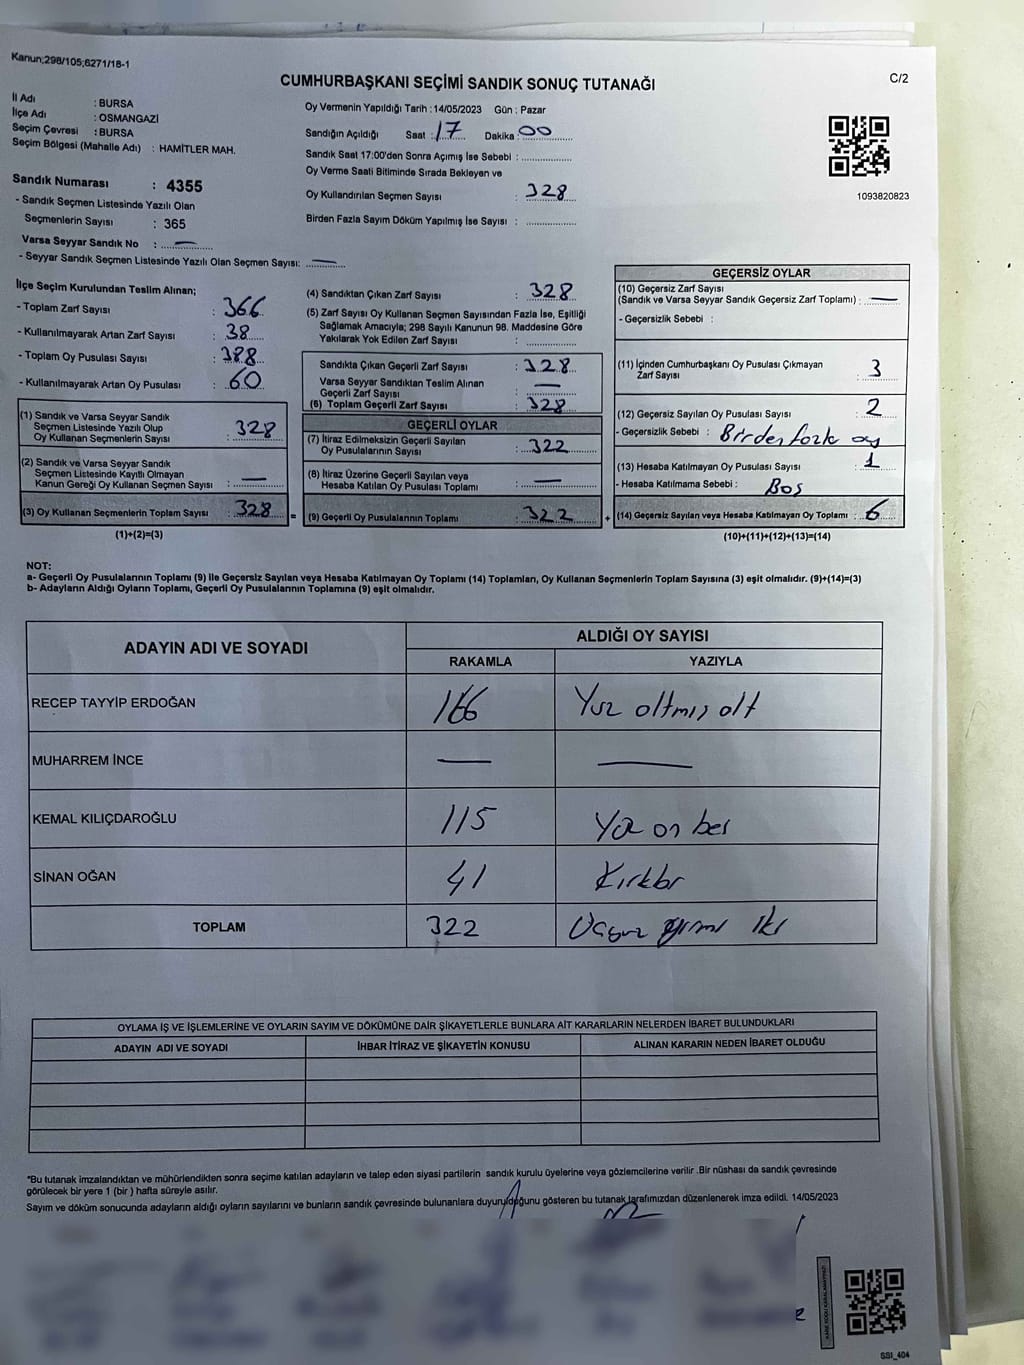 Kanun;298/105;6271/18-1
C/2
CUMHURBAŞKANI SEÇİMİ SANDIK SONUÇ TUTANAĞI
İl Adı : BURSA
İlçe Adı : OSMANGAZİ
Seçim Çevresi : BURSA
Seçim Bölgesi (Mahalle Adı) : HAMİTLER MAH.
Sandık Numarası : 4355
- Sandık Seçmen Listesinde Yazılı Olan
Seçmenlerin Sayısı : 365
Varsa Seyyar Sandık No : —
- Seyyar Sandık Seçmen Listesinde Yazılı Olan Seçmen Sayısı: —
Oy Vermenin Yapıldığı Tarih : 14/05/2023 Gün : Pazar
Sandığın Açıldığı Saat : 17 Dakika : 00
Sandık Saat 17:00'den Sonra Açımış İse Sebebi :
Oy Verme Saati Bitiminde Sırada Bekleyen ve
Oy Kullandırılan Seçmen Sayısı : 328
Birden Fazla Sayım Döküm Yapılmış İse Sayısı :
1093820823
İlçe Seçim Kurulundan Teslim Alınan;
- Toplam Zarf Sayısı : 366
- Kullanılmayarak Artan Zarf Sayısı : 38
- Toplam Oy Pusulası Sayısı : 388
- Kullanılmayarak Artan Oy Pusulası : 60
(1) Sandık ve Varsa Seyyar Sandık
Seçmen Listesinde Yazılı Olup
Oy Kullanan Seçmenlerin Sayısı : 328
(2) Sandık ve Varsa Seyyar Sandık
Seçmen Listesinde Kayıtlı Olmayan
Kanun Gereği Oy Kullanan Seçmen Sayısı : —
(3) Oy Kullanan Seçmenlerin Toplam Sayısı : 328
(1)+(2)=(3)
(4) Sandıktan Çıkan Zarf Sayısı : 328
(5) Zarf Sayısı Oy Kullanan Seçmen Sayısından Fazla İse, Eşitliği
Sağlamak Amacıyla; 298 Sayılı Kanunun 98. Maddesine Göre
Yakılarak Yok Edilen Zarf Sayısı :
Sandıkta Çıkan Geçerli Zarf Sayısı : 328
Varsa Seyyar Sandıktan Teslim Alınan
Geçerli Zarf Sayısı : —
(6) Toplam Geçerli Zarf Sayısı : 328
GEÇERLİ OYLAR
(7) İtiraz Edilmeksizin Geçerli Sayılan
Oy Pusulalarının Sayısı : 322
(8) İtiraz Üzerine Geçerli Sayılan veya
Hesaba Katılan Oy Pusulası Toplamı : —
= (9) Geçerli Oy Pusulalarının Toplamı : 322 +
GEÇERSİZ OYLAR
(10) Geçersiz Zarf Sayısı
(Sandık ve Varsa Seyyar Sandık Geçersiz Zarf Toplamı) : —
- Geçersizlik Sebebi :
(11) İçinden Cumhurbaşkanı Oy Pusulası Çıkmayan
Zarf Sayısı : 3
(12) Geçersiz Sayılan Oy Pusulası Sayısı : 2
- Geçersizlik Sebebi : Birden fazla oy
(13) Hesaba Katılmayan Oy Pusulası Sayısı : 1
- Hesaba Katılmama Sebebi : Boş
(14) Geçersiz Sayılan veya Hesaba Katılmayan Oy Toplamı : 6
(10)+(11)+(12)+(13)=(14)
NOT:
a- Geçerli Oy Pusulalarının Toplamı (9) ile Geçersiz Sayılan veya Hesaba Katılmayan Oy Toplamı (14) Toplamları, Oy Kullanan Seçmenlerin Toplam Sayısına (3) eşit olmalıdır. (9)+(14)=(3)
b- Adayların Aldığı Oyların Toplamı, Geçerli Oy Pusulalarının Toplamına (9) eşit olmalıdır.
ADAYIN ADI VE SOYADI
ALDIĞI OY SAYISI
RAKAMLA YAZIYLA
RECEP TAYYİP ERDOĞAN 166 Yüz altmış altı
MUHARREM İNCE — —
KEMAL KILIÇDAROĞLU 115 Yüz on beş
SİNAN OĞAN 41 Kırkbir
TOPLAM 322 Üçyüz yirmi iki
OYLAMA İŞ VE İŞLEMLERİNE VE OYLARIN SAYIM VE DÖKÜMÜNE DAİR ŞİKAYETLERLE BUNLARA AİT KARARLARIN NELERDEN İBARET BULUNDUKLARI
ADAYIN ADI VE SOYADI İHBAR İTİRAZ VE ŞİKAYETİN KONUSU ALINAN KARARIN NEDEN İBARET OLDUĞU
*Bu tutanak imzalandıktan ve mühürlendikten sonra seçime katılan adayların ve talep eden siyasi partilerin sandık kurulu üyelerine veya gözlemcilerine verilir .Bir nüshası da sandık çevresinde
görülecek bir yere 1 (bir ) hafta süreyle asılır.
Sayım ve döküm sonucunda adayların aldığı oyların sayılarını ve bunların sandık çevresinde bulunanlara duyurulduğunu gösteren bu tutanak tarafımızdan düzenlenerek imza edildi. 14/05/2023
SSI_404